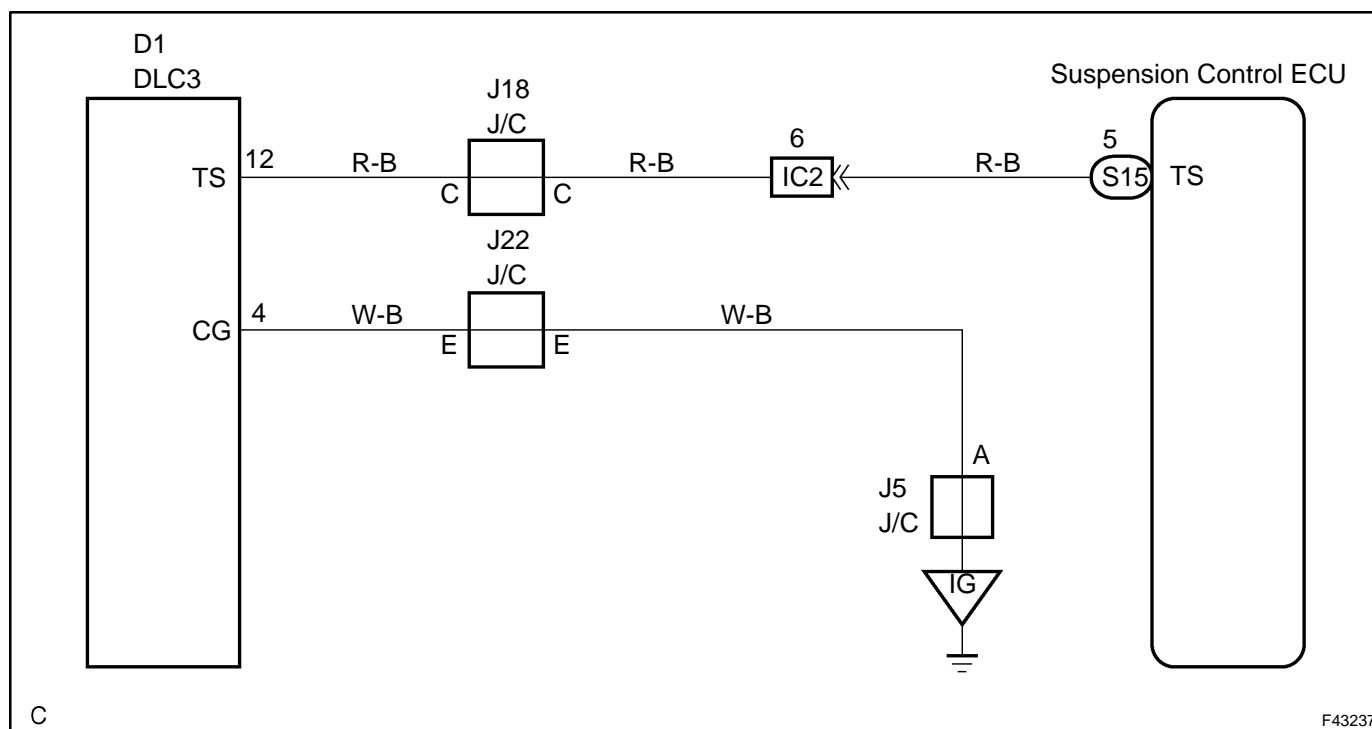 D1
DLC3
J18
J/C
Suspension Control ECU
TS
12
R-B
C
C
R-B
6
IC2
R-B
5
S15
TS
J22
J/C
CG
4
W-B
E
E
W-B
A
J5
J/C
IG
C
F43237